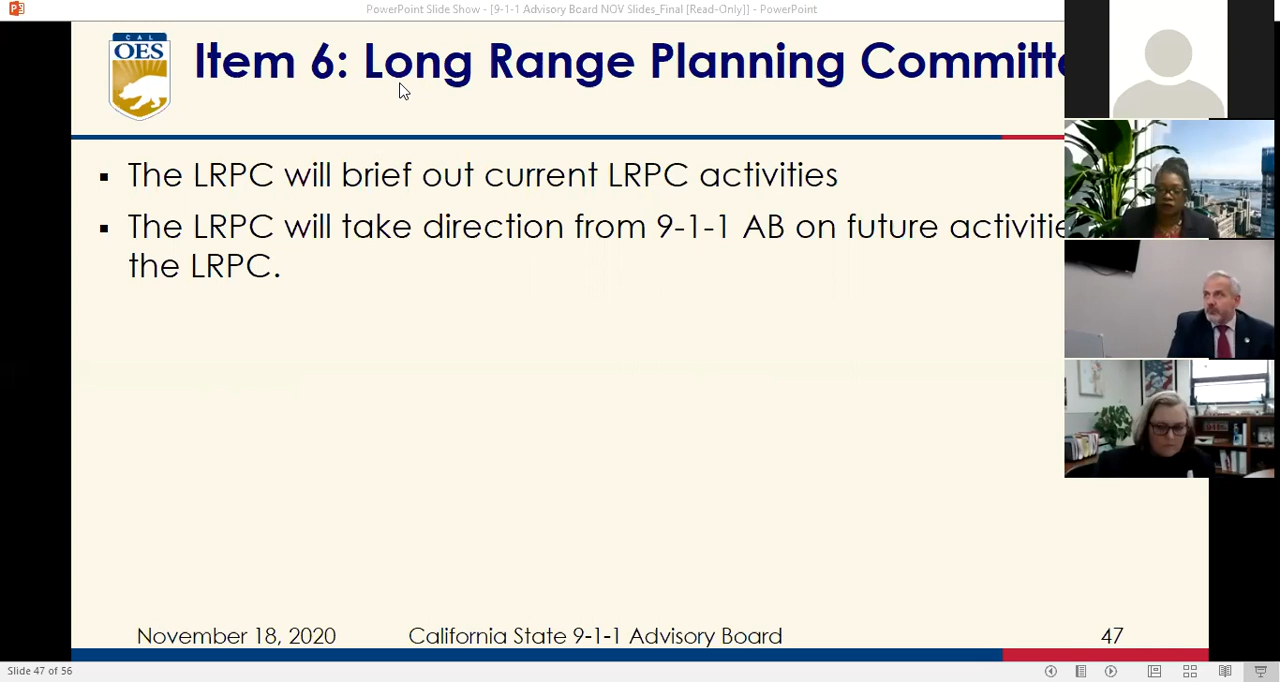 PowerPoint Slide Show - [9-1-1 Advisory Board NOV Slides_Final [Read-Only]] - PowerPoint
CAL
OES
Item 6: Long Range Planning Committe
▪ The LRPC will brief out current LRPC activities
▪ The LRPC will take direction from 9-1-1 AB on future activitie
the LRPC.
November 18, 2020
California State 9-1-1 Advisory Board
47
Slide 47 of 56